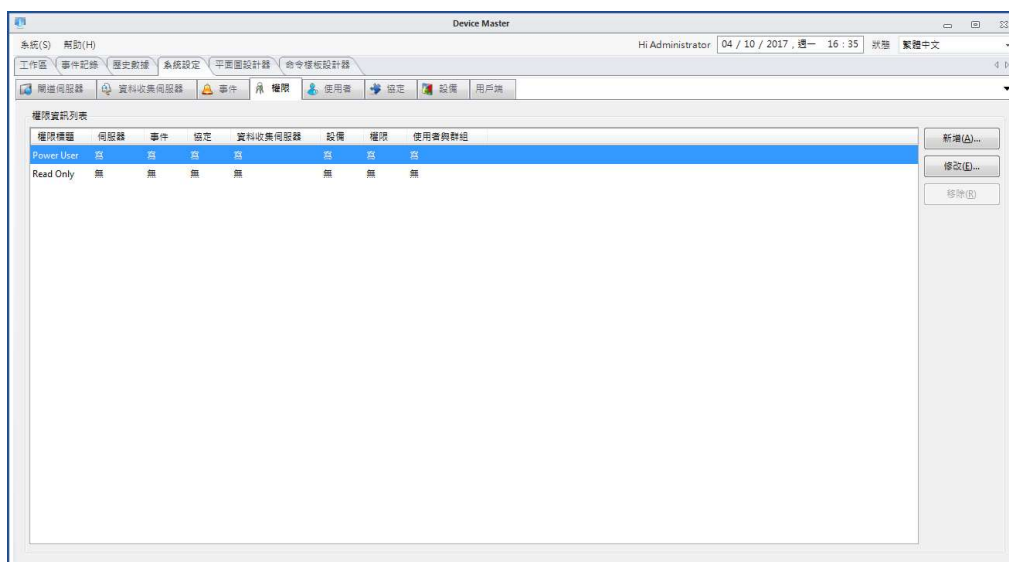 Device Master
系統(S) 幫助(H) Hi Administrator 04 / 10 / 2017 , 週一 16 : 35 狀態 繁體中文
工作區 事件記錄 歷史數據 系統設定 平面圖設計器 命令樣板設計器
閘道伺服器 資料收集伺服器 事件 權限 使用者 協定 設備 用戶端
權限資訊列表
權限標題 伺服器 事件 協定 資料收集伺服器 設備 權限 使用者與群組
Power User 寫 寫 寫 寫 寫 寫 寫
Read Only 無 無 無 無 無 無 無
新增(A)...
修改(E)...
移除(R)